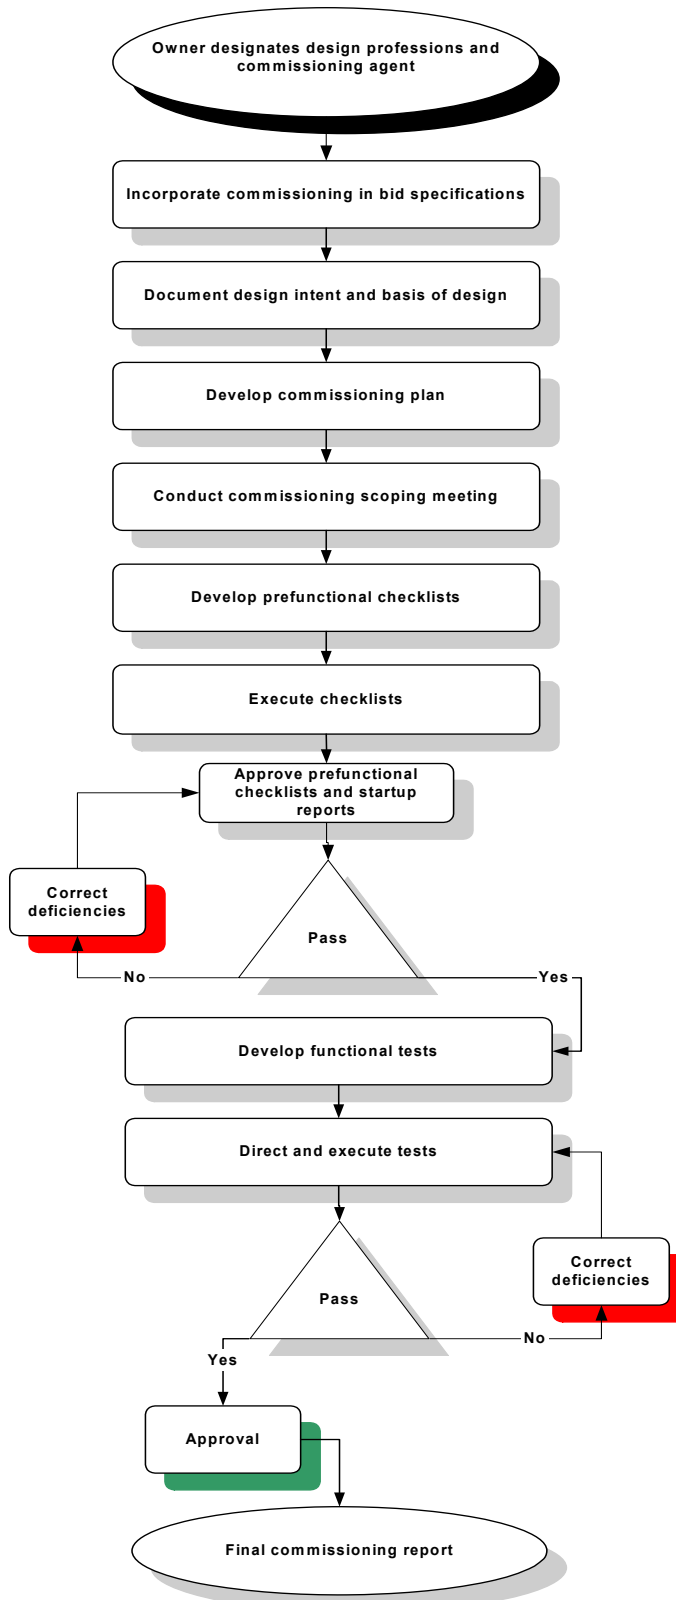 Owner designates design professions and
commissioning agent
Incorporate commissioning in bid specifications
Document design intent and basis of design
Develop commissioning plan
Conduct commissioning scoping meeting
Develop prefunctional checklists
Execute checklists
Approve prefunctional
checklists and startup
reports
Correct
deficiencies
Pass
No
Yes
Develop functional tests
Direct and execute tests
Correct
deficiencies
Pass
No
Yes
Approval
Final commissioning report